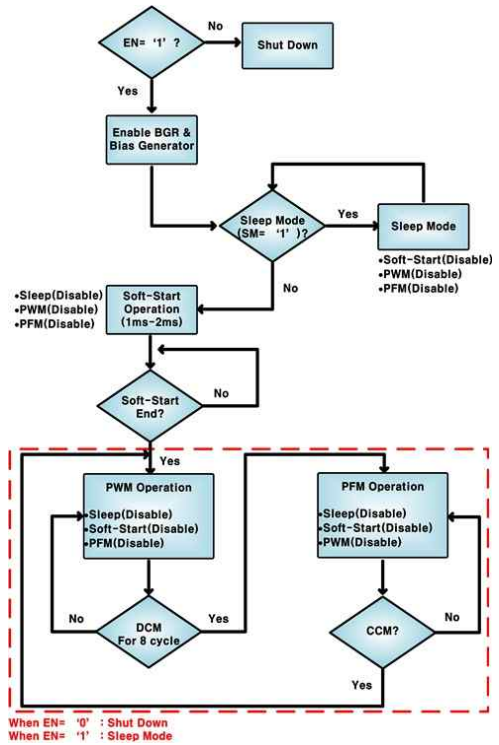 EN= '1' ?
No
Shut Down
Yes
Enable BGR &
Bias Generator
Sleep Mode
(SM= '1' )?
Yes
Sleep Mode
•Soft-Start(Disable)
•PWM(Disable)
•PFM(Disable)
No
•Sleep(Disable)
•PWM(Disable)
•PFM(Disable)
Soft-Start
Operation
(1ms-2ms)
Soft-Start
End?
No
Yes
PWM Operation
•Sleep(Disable)
•Soft-Start(Disable)
•PFM(Disable)
No
DCM
For 8 cycle
Yes
PFM Operation
•Sleep(Disable)
•Soft-Start(Disable)
•PWM(Disable)
CCM?
No
Yes
When EN= '0' : Shut Down
When EN= '1' : Sleep Mode